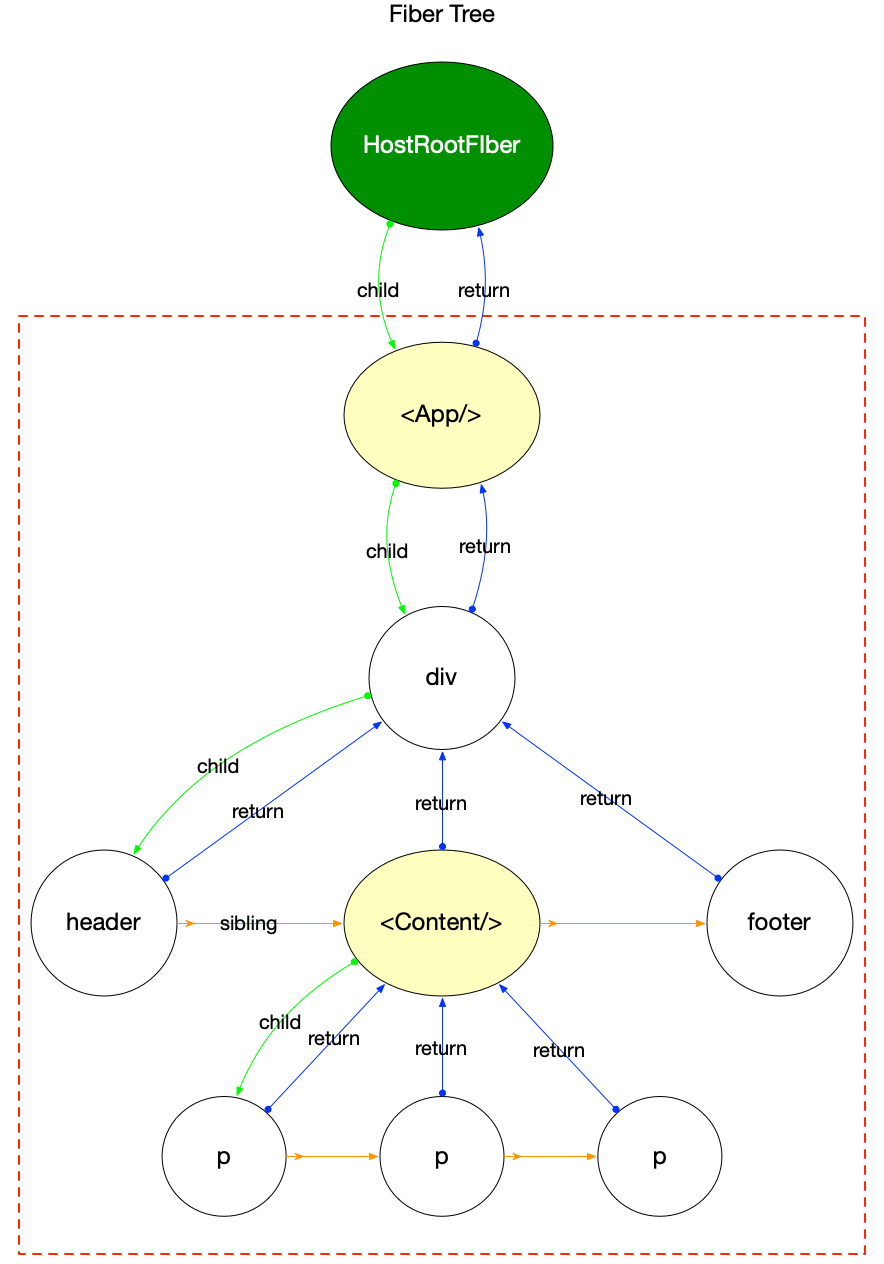 Fiber Tree
HostRootFIber
child
return
<App/>
child
return
div
child
return
return
return
header
sibling
<Content/>
footer
child
return
return
return
p
p
p